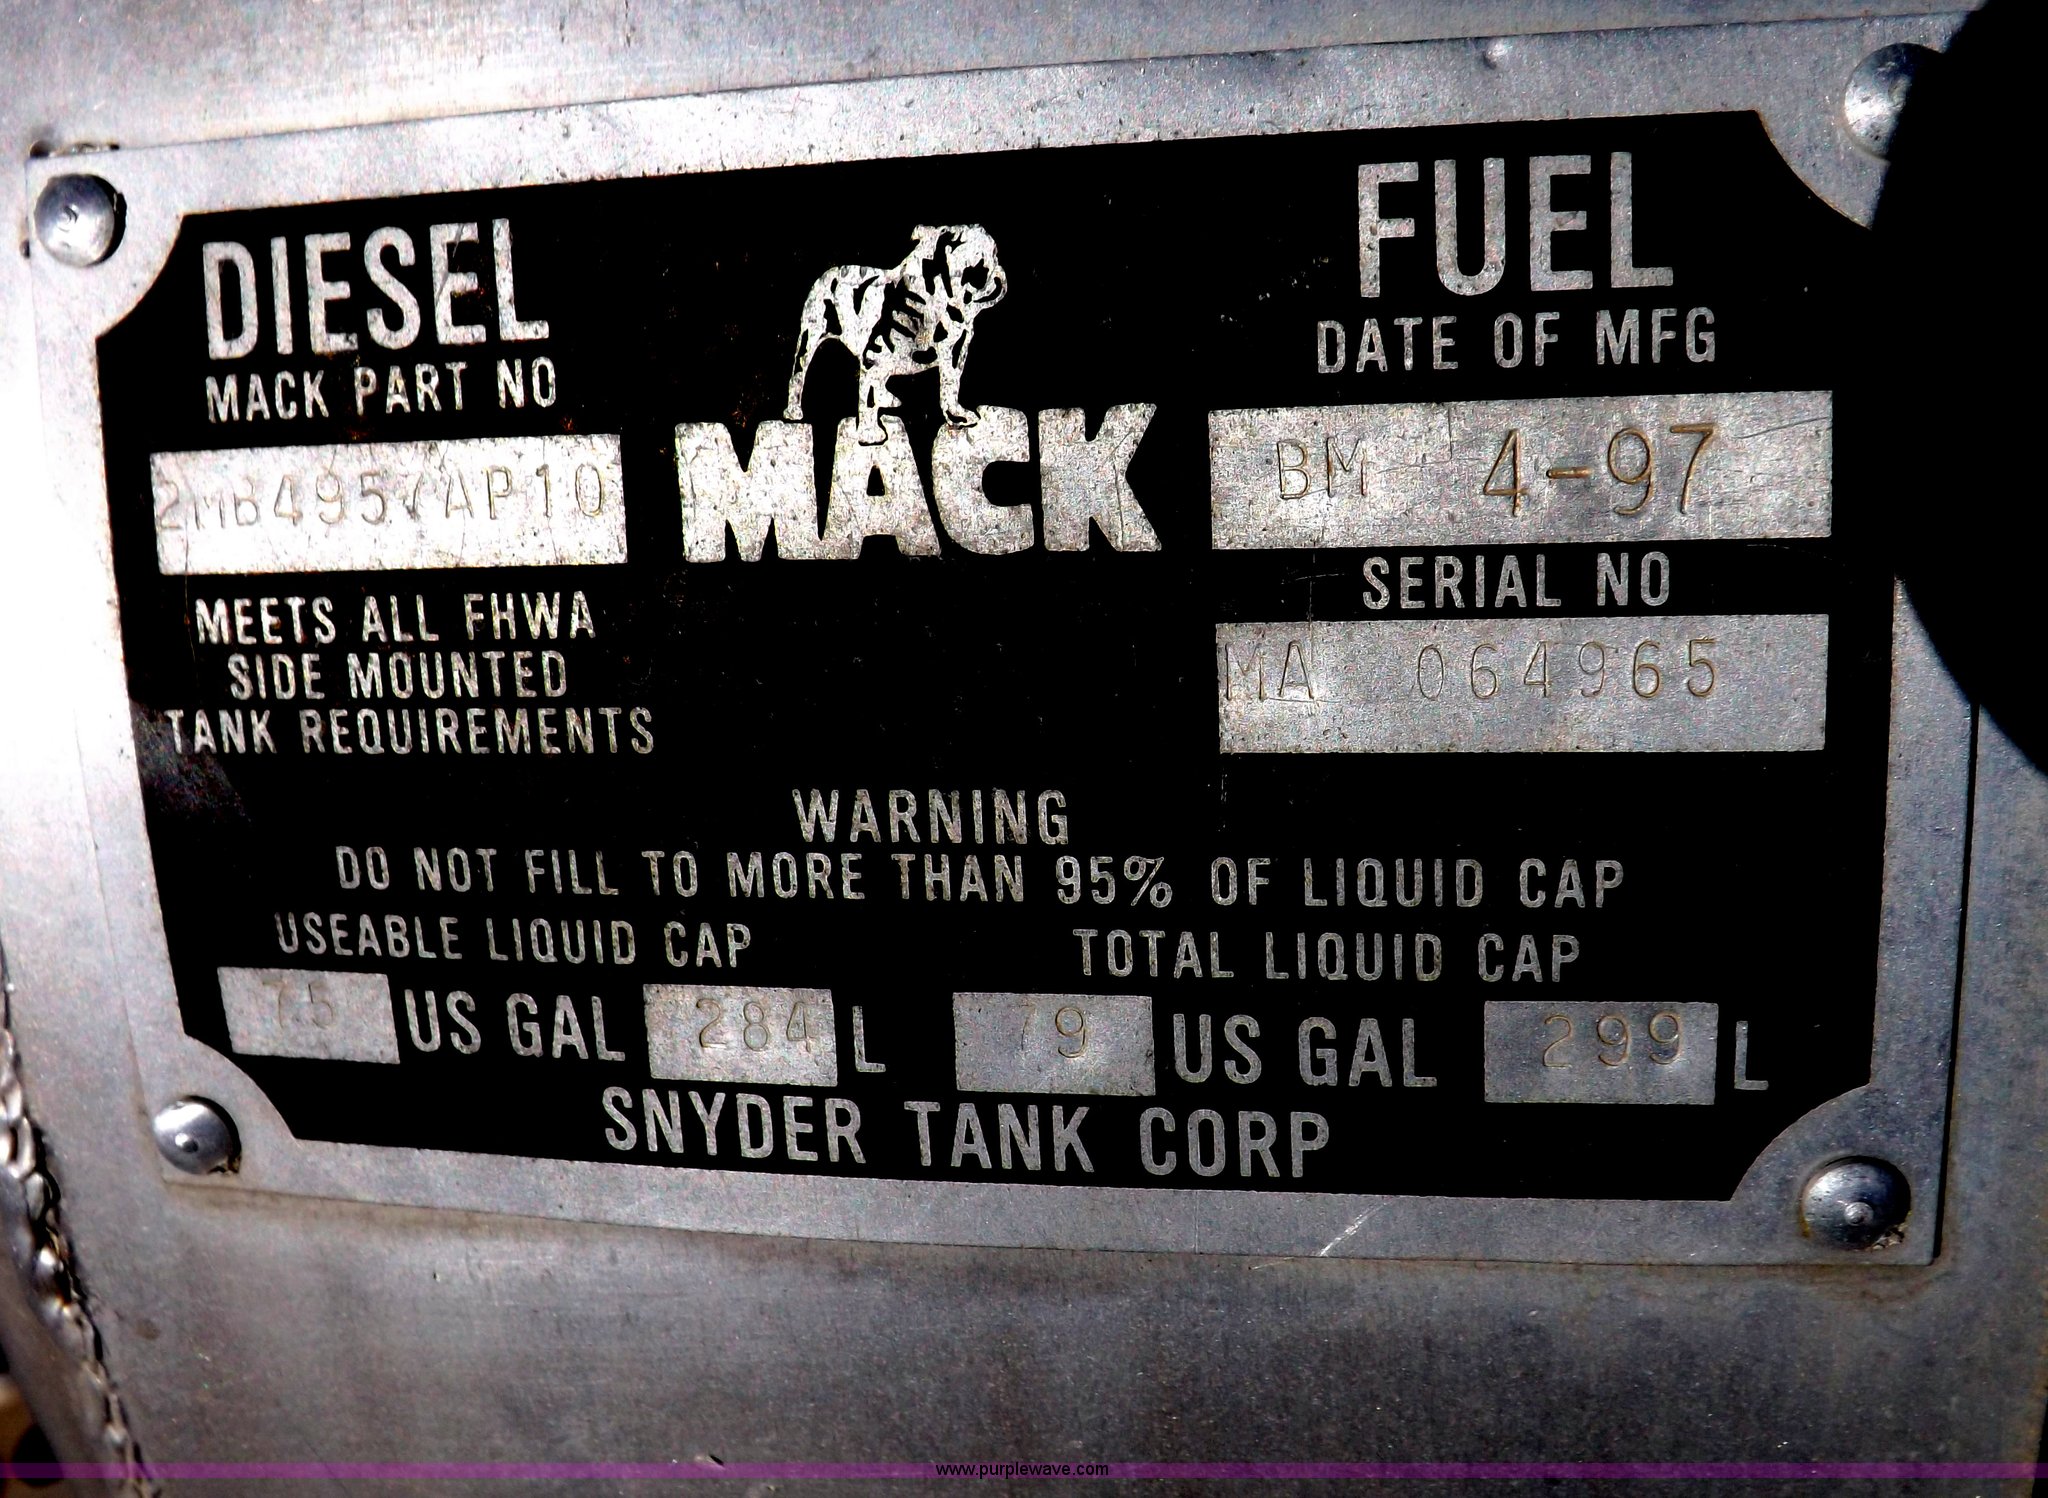 DIESEL
MACK PART NO
2MB4957AP10
MEETS ALL FHWA
SIDE MOUNTED
TANK REQUIREMENTS
MACK
FUEL
DATE OF MFG
BM 4-97
SERIAL NO
MA 064965
WARNING
DO NOT FILL TO MORE THAN 95% OF LIQUID CAP
USEABLE LIQUID CAP TOTAL LIQUID CAP
75 US GAL 284 L 79 US GAL 299 L
SNYDER TANK CORP
www.purplewave.com